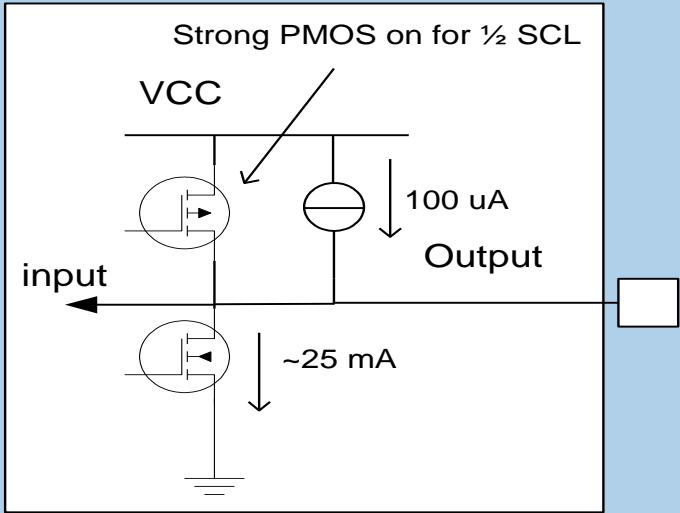 Strong PMOS on for ½ SCL
VCC
100 uA
Output
input
~25 mA